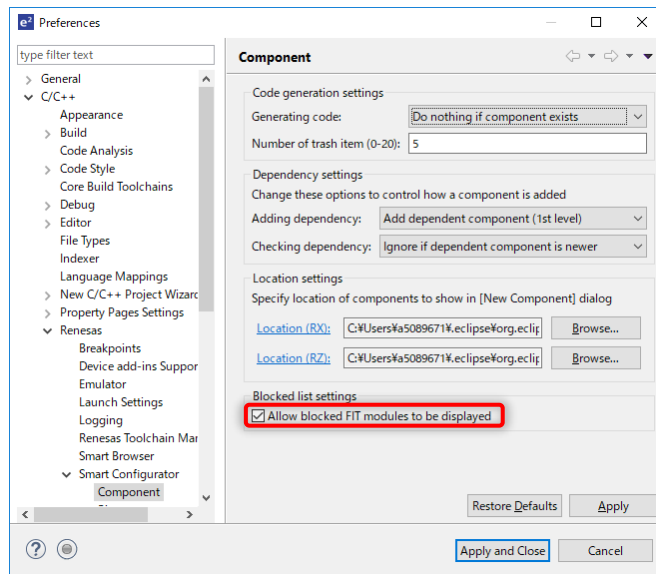 e² Preferences
type filter text
General
C/C++
Appearance
Build
Code Analysis
Code Style
Core Build Toolchains
Debug
Editor
File Types
Indexer
Language Mappings
New C/C++ Project Wizard
Property Pages Settings
Renesas
Breakpoints
Device add-ins Suppor
Emulator
Launch Settings
Logging
Renesas Toolchain Mar
Smart Browser
Smart Configurator
Component
Component
Code generation settings
Generating code: Do nothing if component exists
Number of trash item (0-20): 5
Dependency settings
Change these options to control how a component is added
Adding dependency: Add dependent component (1st level)
Checking dependency: Ignore if dependent component is newer
Location settings
Specify location of components to show in [New Component] dialog
Location (RX): C:¥Users¥a5089671¥.eclipse¥org.eclip Browse...
Location (RZ): C:¥Users¥a5089671¥.eclipse¥org.eclip Browse...
Blocked list settings
Allow blocked FIT modules to be displayed
Restore Defaults Apply
Apply and Close Cancel